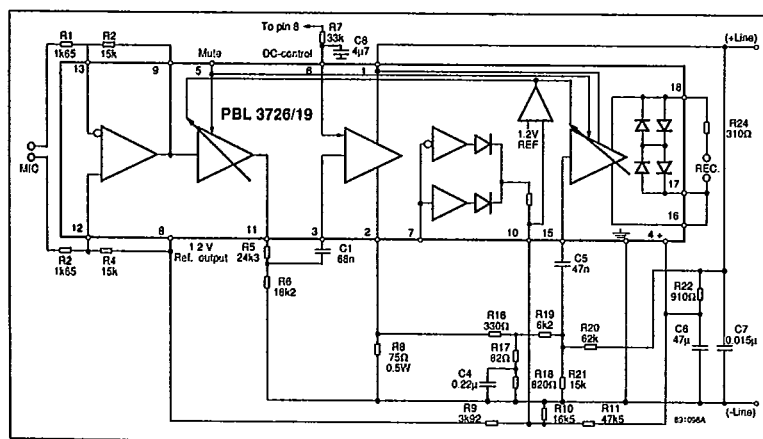 To pin 8
R7
33k
C8
4µ7
(+Line)
R1
1k65
R2
15k
Mute
DC-control
13
9
5
6
1
18
PBL 3726/19
1.2V
REF
R24
310Ω
MIC
REC.
17
16
12
8
11
3
2
7
10
15
4 +
1 2 V
Ref. output
R2
1k65
R4
15k
R5
24k3
C1
68n
C5
47n
R6
18k2
R22
910Ω
R16
330Ω
R19
6k2
R20
62k
C6
47µ
C7
0.015µ
R8
75Ω
0.5W
R17
82Ω
C4
0.22µ
R18
820Ω
R21
15k
(-Line)
R9
3k92
R10
16k5
R11
47k5